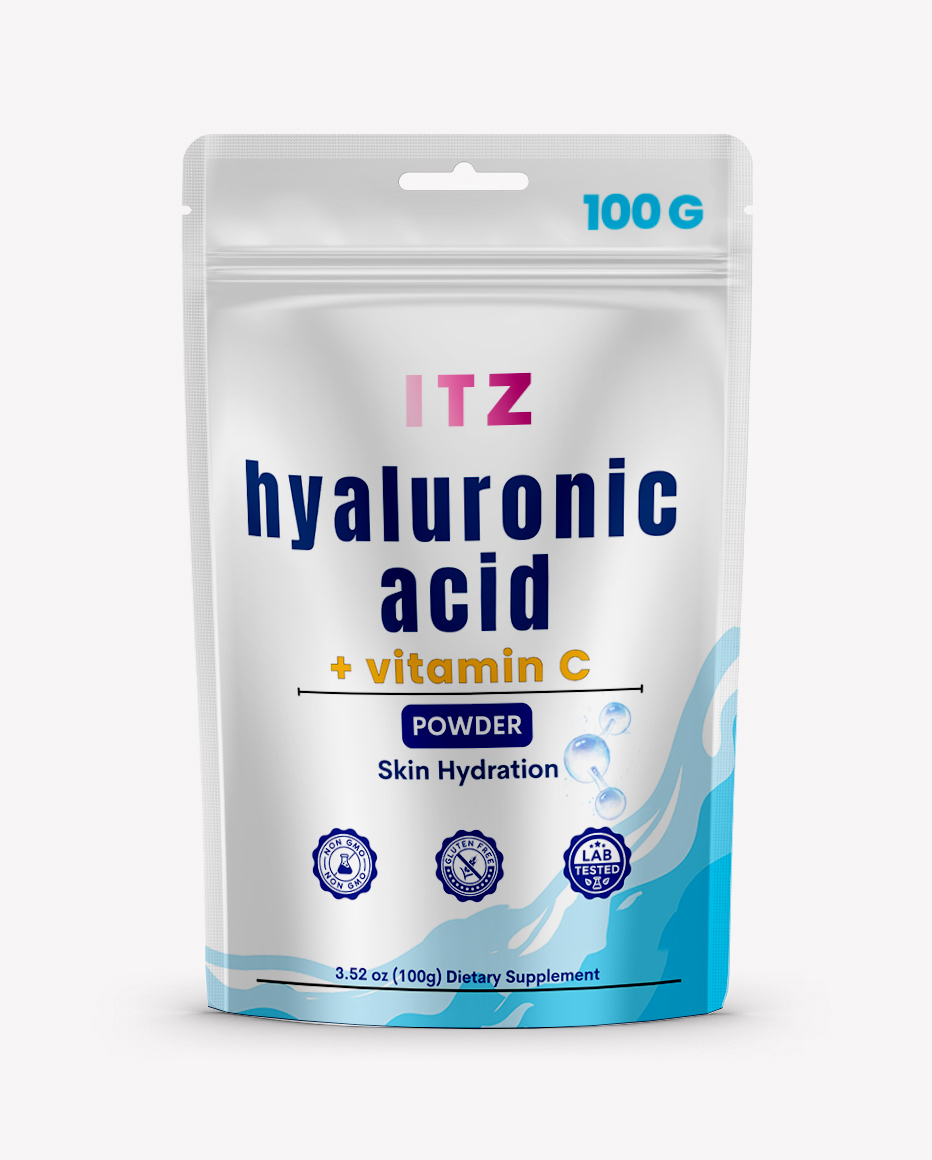 100 G
ITZ
hyaluronic
acid
+ vitamin C
POWDER
Skin Hydration
NON GMO
NON GMO
GLUTEN FREE
LAB
TESTED
3.52 oz (100g) Dietary Supplement